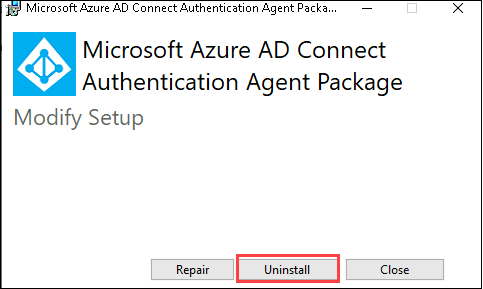 Microsoft Azure AD Connect Authentication Agent Packa...
Microsoft Azure AD Connect
Authentication Agent Package
Modify Setup
Repair
Uninstall
Close